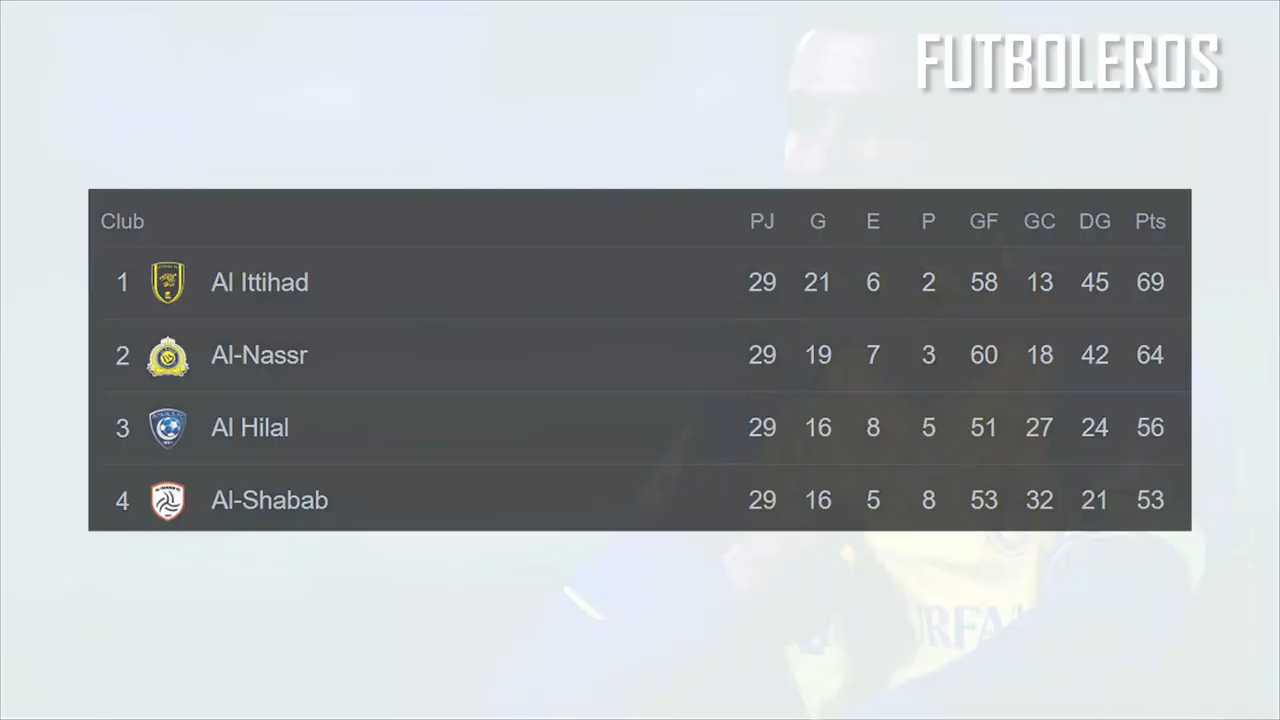 FUTBOLEROS
Club PJ G E P GF GC DG Pts
1 Al Ittihad 29 21 6 2 58 13 45 69
2 Al-Nassr 29 19 7 3 60 18 42 64
3 Al Hilal 29 16 8 5 51 27 24 56
4 Al-Shabab 29 16 5 8 53 32 21 53